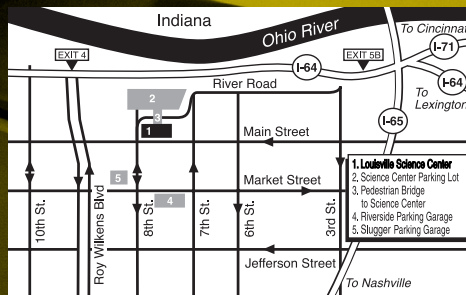 Indiana
Ohio River
To Cincinnat
EXIT 4
EXIT 5B
I-71
I-64
I-64
River Road
To
Lexington
2
3
1
I-65
Main Street
1. Louisville Science Center
2, Science Center Parking Lot
3, Pedestrian Bridge
to Science Center
4, Riverside Parking Garage
5. Slugger Parking Garage
5
Market Street
4
10th St.
Roy Wilkens Blvd
8th St.
7th St.
6th St.
3rd St.
Jefferson Street
To Nashville